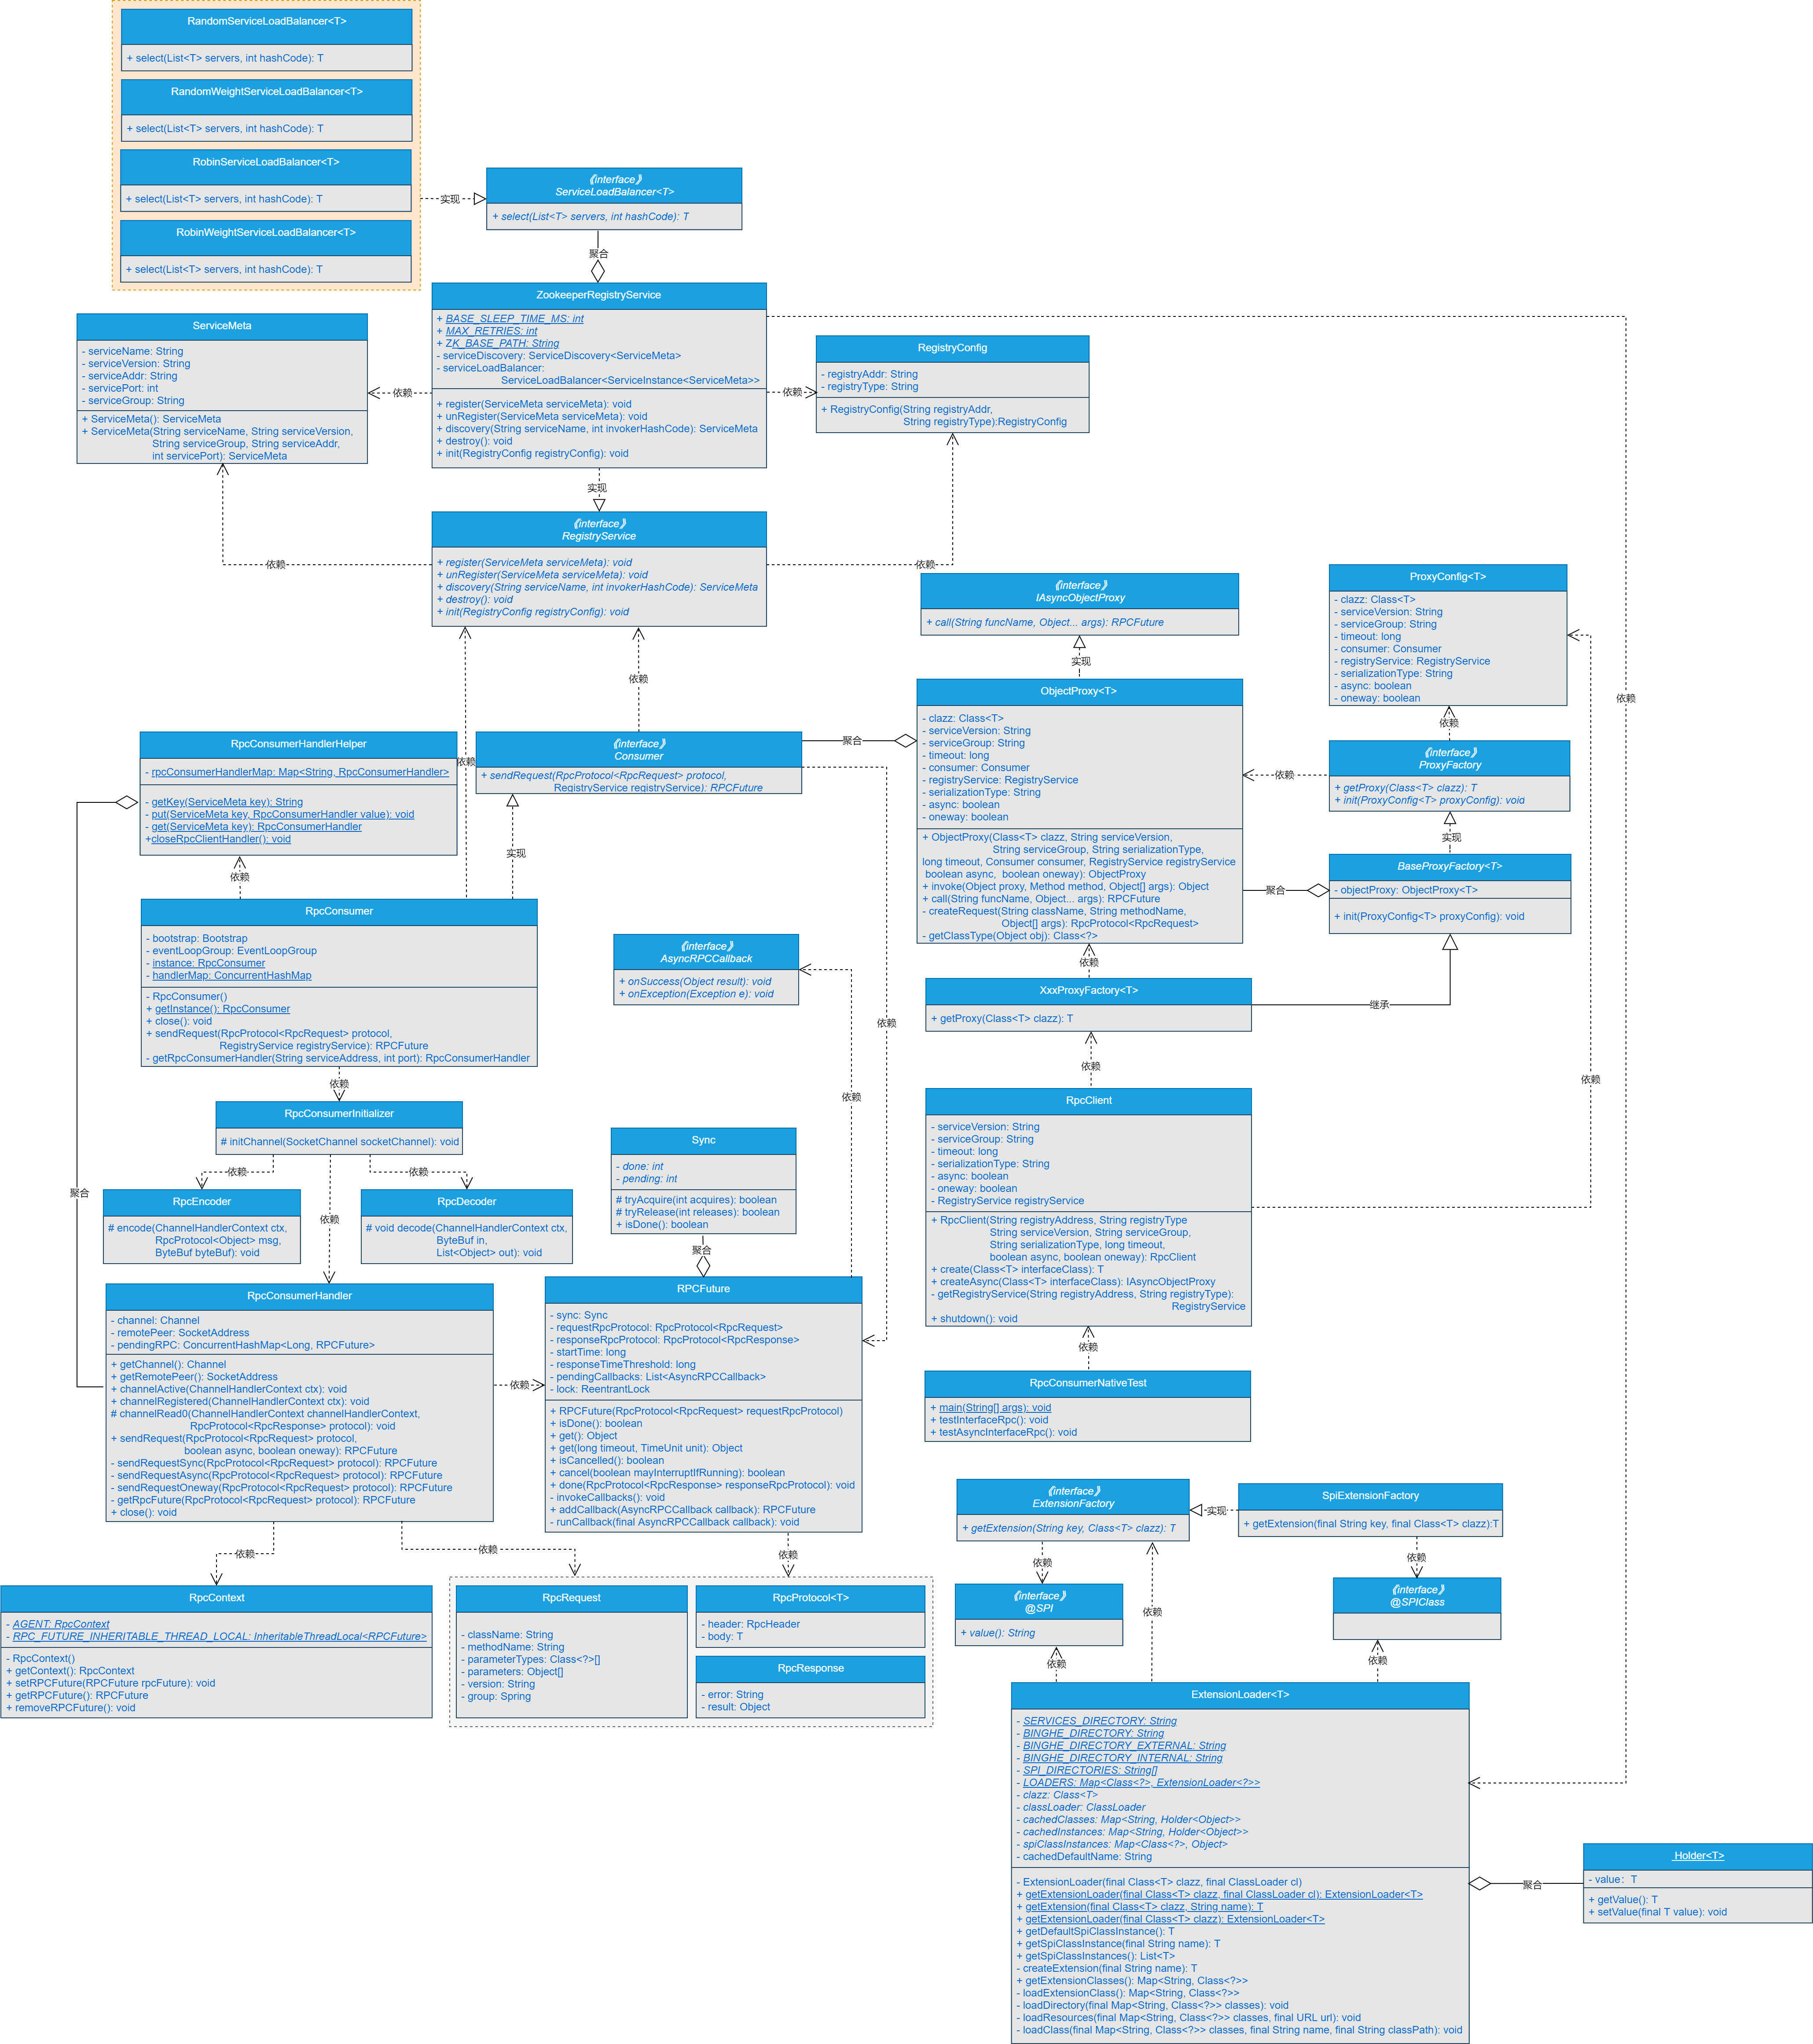 RandomServiceLoadBalancer<T>
+ select(List<T> servers, int hashCode): T
RandomWeightServiceLoadBalancer<T>
+ select(List<T> servers, int hashCode): T
RobinServiceLoadBalancer<T>
+ select(List<T> servers, int hashCode): T
RobinWeightServiceLoadBalancer<T>
+ select(List<T> servers, int hashCode): T
实现
《interface》
ServiceLoadBalancer<T>
+ select(List<T> servers, int hashCode): T
聚合
ZookeeperRegistryService
+ BASE_SLEEP_TIME_MS: int
+ MAX_RETRIES: int
+ ZK_BASE_PATH: String
- serviceDiscovery: ServiceDiscovery<ServiceMeta>
- serviceLoadBalancer:
ServiceLoadBalancer<ServiceInstance<ServiceMeta>>
+ register(ServiceMeta serviceMeta): void
+ unRegister(ServiceMeta serviceMeta): void
+ discovery(String serviceName, int invokerHashCode): ServiceMeta
+ destroy(): void
+ init(RegistryConfig registryConfig): void
ServiceMeta
- serviceName: String
- serviceVersion: String
- serviceAddr: String
- servicePort: int
- serviceGroup: String
+ ServiceMeta(): ServiceMeta
+ ServiceMeta(String serviceName, String serviceVersion,
String serviceGroup, String serviceAddr,
int servicePort): ServiceMeta
依赖
依赖
RegistryConfig
- registryAddr: String
- registryType: String
+ RegistryConfig(String registryAddr,
String registryType):RegistryConfig
实现
《interface》
RegistryService
+ register(ServiceMeta serviceMeta): void
+ unRegister(ServiceMeta serviceMeta): void
+ discovery(String serviceName, int invokerHashCode): ServiceMeta
+ destroy(): void
+ init(RegistryConfig registryConfig): void
依赖
依赖
《interface》
IAsyncObjectProxy
+ call(String funcName, Object... args): RPCFuture
实现
ProxyConfig<T>
- clazz: Class<T>
- serviceVersion: String
- serviceGroup: String
- timeout: long
- consumer: Consumer
- registryService: RegistryService
- serializationType: String
- async: boolean
- oneway: boolean
依赖
依赖
依赖
依赖
ObjectProxy<T>
- clazz: Class<T>
- serviceVersion: String
- serviceGroup: String
- timeout: long
- consumer: Consumer
- registryService: RegistryService
- serializationType: String
- async: boolean
- oneway: boolean
+ ObjectProxy(Class<T> clazz, String serviceVersion,
String serviceGroup, String serializationType,
long timeout, Consumer consumer, RegistryService registryService
boolean async, boolean oneway): ObjectProxy
+ invoke(Object proxy, Method method, Object[] args): Object
+ call(String funcName, Object... args): RPCFuture
- createRequest(String className, String methodName,
Object[] args): RpcProtocol<RpcRequest>
- getClassType(Object obj): Class<?>
《interface》
ProxyFactory
+ getProxy(Class<T> clazz): T
+ init(ProxyConfig<T> proxyConfig): void
依赖
实现
BaseProxyFactory<T>
- objectProxy: ObjectProxy<T>
+ init(ProxyConfig<T> proxyConfig): void
聚合
聚合
RpcConsumerHandlerHelper
- rpcConsumerHandlerMap: Map<String, RpcConsumerHandler>
- getKey(ServiceMeta key): String
- put(ServiceMeta key, RpcConsumerHandler value): void
- get(ServiceMeta key): RpcConsumerHandler
+closeRpcClientHandler(): void
《interface》
Consumer
+ sendRequest(RpcProtocol<RpcRequest> protocol,
RegistryService registryService): RPCFuture
依赖
实现
RpcConsumer
- bootstrap: Bootstrap
- eventLoopGroup: EventLoopGroup
- instance: RpcConsumer
- handlerMap: ConcurrentHashMap
- RpcConsumer()
+ getInstance(): RpcConsumer
+ close(): void
+ sendRequest(RpcProtocol<RpcRequest> protocol,
RegistryService registryService): RPCFuture
- getRpcConsumerHandler(String serviceAddress, int port): RpcConsumerHandler
《interface》
AsyncRPCCallback
+ onSuccess(Object result): void
+ onException(Exception e): void
依赖
XxxProxyFactory<T>
+ getProxy(Class<T> clazz): T
继承
依赖
依赖
依赖
依赖
依赖
RpcConsumerInitializer
# initChannel(SocketChannel socketChannel): void
RpcClient
- serviceVersion: String
- serviceGroup: String
- timeout: long
- serializationType: String
- async: boolean
- oneway: boolean
- RegistryService registryService
+ RpcClient(String registryAddress, String registryType
String serviceVersion, String serviceGroup,
String serializationType, long timeout,
boolean async, boolean oneway): RpcClient
+ create(Class<T> interfaceClass): T
+ createAsync(Class<T> interfaceClass): IAsyncObjectProxy
- getRegistryService(String registryAddress, String registryType):
RegistryService
+ shutdown(): void
Sync
- done: int
- pending: int
# tryAcquire(int acquires): boolean
# tryRelease(int releases): boolean
+ isDone(): boolean
依赖
依赖
聚合
RpcEncoder
# encode(ChannelHandlerContext ctx,
RpcProtocol<Object> msg,
ByteBuf byteBuf): void
依赖
RpcDecoder
# void decode(ChannelHandlerContext ctx,
ByteBuf in,
List<Object> out): void
聚合
RpcConsumerHandler
- channel: Channel
- remotePeer: SocketAddress
- pendingRPC: ConcurrentHashMap<Long, RPCFuture>
+ getChannel(): Channel
+ getRemotePeer(): SocketAddress
+ channelActive(ChannelHandlerContext ctx): void
+ channelRegistered(ChannelHandlerContext ctx): void
# channelRead0(ChannelHandlerContext channelHandlerContext,
RpcProtocol<RpcResponse> protocol): void
+ sendRequest(RpcProtocol<RpcRequest> protocol,
boolean async, boolean oneway): RPCFuture
- sendRequestSync(RpcProtocol<RpcRequest> protocol): RPCFuture
- sendRequestAsync(RpcProtocol<RpcRequest> protocol): RPCFuture
- sendRequestOneway(RpcProtocol<RpcRequest> protocol): RPCFuture
- getRpcFuture(RpcProtocol<RpcRequest> protocol): RPCFuture
+ close(): void
依赖
RPCFuture
- sync: Sync
- requestRpcProtocol: RpcProtocol<RpcRequest>
- responseRpcProtocol: RpcProtocol<RpcResponse>
- startTime: long
- responseTimeThreshold: long
- pendingCallbacks: List<AsyncRPCCallback>
- lock: ReentrantLock
+ RPCFuture(RpcProtocol<RpcRequest> requestRpcProtocol)
+ isDone(): boolean
+ get(): Object
+ get(long timeout, TimeUnit unit): Object
+ isCancelled(): boolean
+ cancel(boolean mayInterruptIfRunning): boolean
+ done(RpcProtocol<RpcResponse> responseRpcProtocol): void
- invokeCallbacks(): void
+ addCallback(AsyncRPCCallback callback): RPCFuture
- runCallback(final AsyncRPCCallback callback): void
依赖
RpcConsumerNativeTest
+ main(String[] args): void
+ testInterfaceRpc(): void
+ testAsyncInterfaceRpc(): void
《interface》
ExtensionFactory
+ getExtension(String key, Class<T> clazz): T
实现
SpiExtensionFactory
+ getExtension(final String key, final Class<T> clazz):T
依赖
依赖
依赖
依赖
依赖
RpcContext
- AGENT: RpcContext
- RPC_FUTURE_INHERITABLE_THREAD_LOCAL: InheritableThreadLocal<RPCFuture>
- RpcContext()
+ getContext(): RpcContext
+ setRPCFuture(RPCFuture rpcFuture): void
+ getRPCFuture(): RPCFuture
+ removeRPCFuture(): void
RpcRequest
- className: String
- methodName: String
- parameterTypes: Class<?>[]
- parameters: Object[]
- version: String
- group: Spring
RpcProtocol<T>
- header: RpcHeader
- body: T
RpcResponse
- error: String
- result: Object
《interface》
@SPI
+ value(): String
依赖
《interface》
@SPIClass
依赖
依赖
ExtensionLoader<T>
- SERVICES_DIRECTORY: String
- BINGHE_DIRECTORY: String
- BINGHE_DIRECTORY_EXTERNAL: String
- BINGHE_DIRECTORY_INTERNAL: String
- SPI_DIRECTORIES: String[]
- LOADERS: Map<Class<?>, ExtensionLoader<?>>
- clazz: Class<T>
- classLoader: ClassLoader
- cachedClasses: Map<String, Holder<Object>>
- cachedInstances: Map<String, Holder<Object>>
- spiClassInstances: Map<Class<?>, Object>
- cachedDefaultName: String
- ExtensionLoader(final Class<T> clazz, final ClassLoader cl)
+ getExtensionLoader(final Class<T> clazz, final ClassLoader cl): ExtensionLoader<T>
+ getExtension(final Class<T> clazz, String name): T
+ getExtensionLoader(final Class<T> clazz): ExtensionLoader<T>
+ getDefaultSpiClassInstance(): T
+ getSpiClassInstance(final String name): T
+ getSpiClassInstances(): List<T>
- createExtension(final String name): T
+ getExtensionClasses(): Map<String, Class<?>>
- loadExtensionClass(): Map<String, Class<?>>
- loadDirectory(final Map<String, Class<?>> classes): void
- loadResources(final Map<String, Class<?>> classes, final URL url): void
- loadClass(final Map<String, Class<?>> classes, final String name, final String classPath): void
聚合
Holder<T>
- value: T
+ getValue(): T
+ setValue(final T value): void